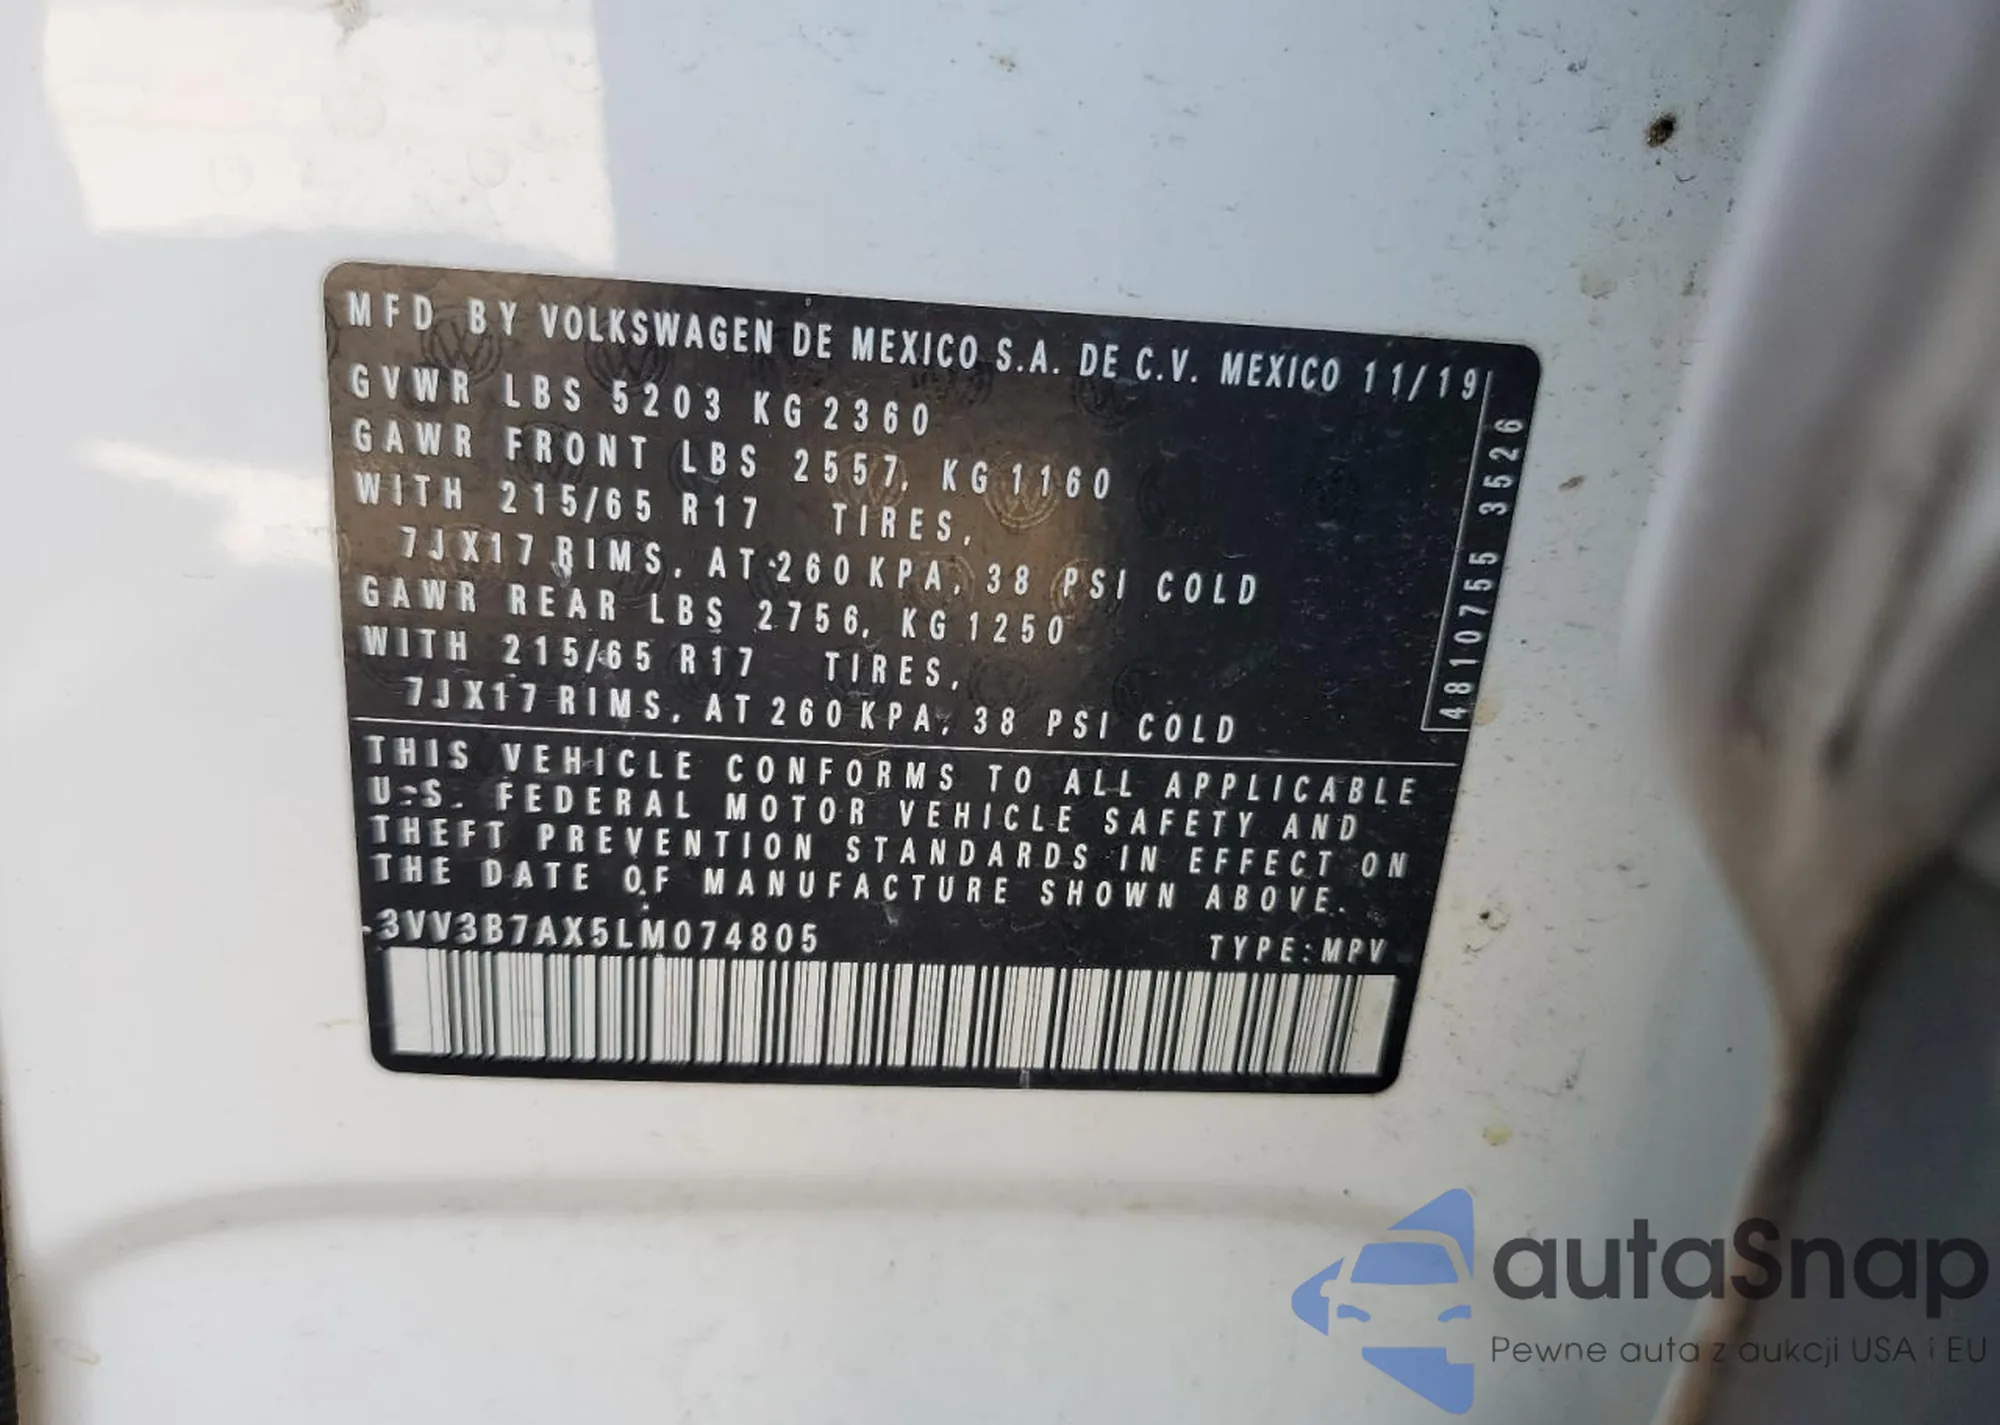 MFD BY VOLKSWAGEN DE MEXICO S.A. DE C.V. MEXICO 11/19
GVWR LBS 5203 KG 2360
GAWR FRONT LBS 2557, KG 1160
WITH 215/65 R17 TIRES,
7JX17 RIMS, AT 260 KPA, 38 PSI COLD
GAWR REAR LBS 2756, KG 1250
WITH 215/65 R17 TIRES,
7JX17 RIMS, AT 260 KPA, 38 PSI COLD
4810755 3526
THIS VEHICLE CONFORMS TO ALL APPLICABLE
U.S. FEDERAL MOTOR VEHICLE SAFETY AND
THEFT PREVENTION STANDARDS IN EFFECT ON
THE DATE OF MANUFACTURE SHOWN ABOVE.
3VV3B7AX5LM074805 TYPE:MPV
autaSnap
Pewne auta z aukcji USA i EU